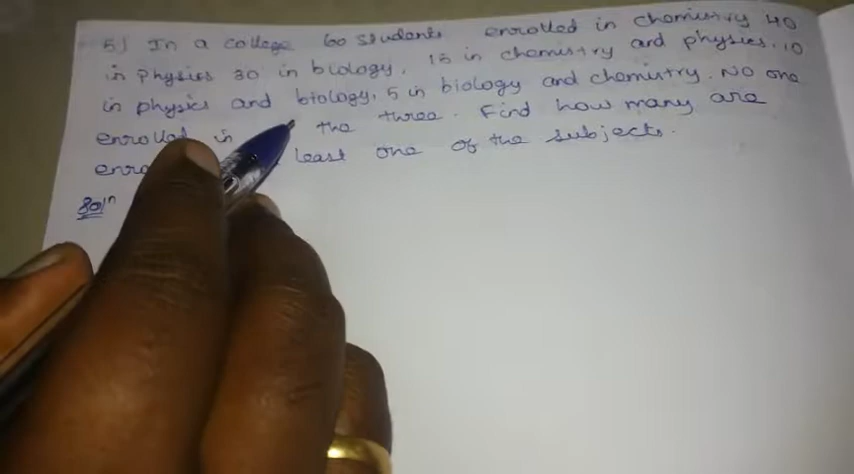 5) In a college 60 students enrolled in chemistry 40
in physics 30 in biology, 15 in chemistry and physics, 10
in physics and biology, 5 in biology and chemistry. No one
enrolled in the three. Find how many are
least one of the subjects.
Soln